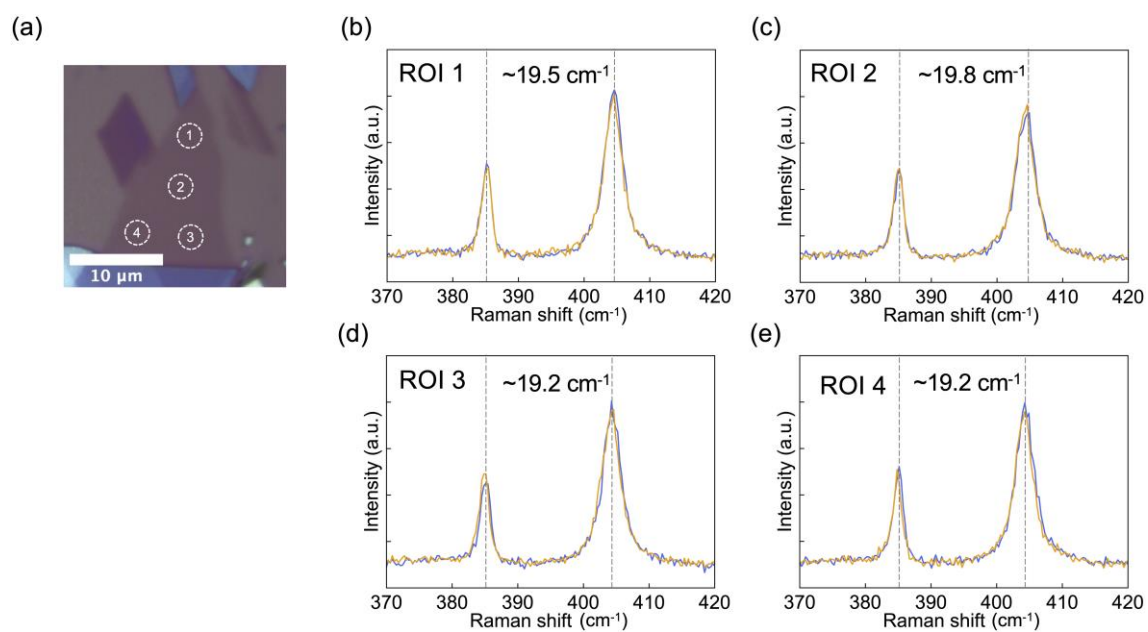 (a)
1
2
4
3
10 µm
(b)
ROI 1
~19.5 cm⁻¹
Intensity (a.u.)
370 380 390 400 410 420
Raman shift (cm⁻¹)
(c)
ROI 2
~19.8 cm⁻¹
Intensity (a.u.)
370 380 390 400 410 420
Raman shift (cm⁻¹)
(d)
ROI 3
~19.2 cm⁻¹
Intensity (a.u.)
370 380 390 400 410 420
Raman shift (cm⁻¹)
(e)
ROI 4
~19.2 cm⁻¹
Intensity (a.u.)
370 380 390 400 410 420
Raman shift (cm⁻¹)